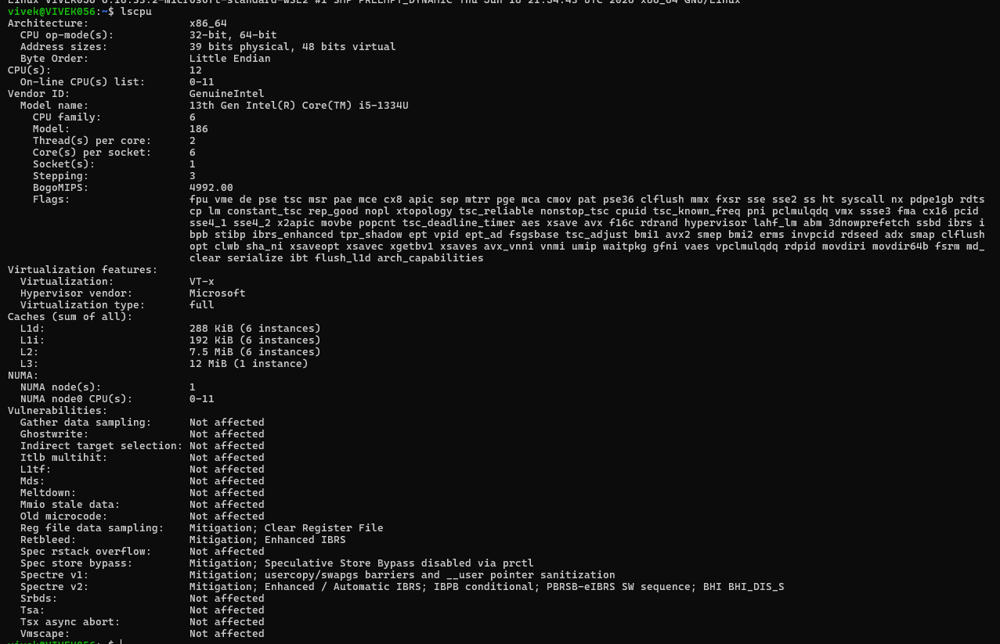 Linux VIVEK056 6.18.33.2-microsoft-standard-WSL2 #1 SMP PREEMPT_DYNAMIC Thu Jun 18 21:54:43 UTC 2026 x86_64 GNU/Linux
vivek@VIVEK056:~$ lscpu
Architecture: x86_64
CPU op-mode(s): 32-bit, 64-bit
Address sizes: 39 bits physical, 48 bits virtual
Byte Order: Little Endian
CPU(s): 12
On-line CPU(s) list: 0-11
Vendor ID: GenuineIntel
Model name: 13th Gen Intel(R) Core(TM) i5-1334U
CPU family: 6
Model: 186
Thread(s) per core: 2
Core(s) per socket: 6
Socket(s): 1
Stepping: 3
BogoMIPS: 4992.00
Flags: fpu vme de pse tsc msr pae mce cx8 apic sep mtrr pge mca cmov pat pse36 clflush mmx fxsr sse sse2 ss ht syscall nx pdpe1gb rdts
cp lm constant_tsc rep_good nopl xtopology tsc_reliable nonstop_tsc cpuid tsc_known_freq pni pclmulqdq vmx ssse3 fma cx16 pcid
sse4_1 sse4_2 x2apic movbe popcnt tsc_deadline_timer aes xsave avx f16c rdrand hypervisor lahf_lm abm 3dnowprefetch ssbd ibrs i
bpb stibp ibrs_enhanced tpr_shadow ept vpid ept_ad fsgsbase tsc_adjust bmi1 avx2 smep bmi2 erms invpcid rdseed adx smap clflush
opt clwb sha_ni xsaveopt xsavec xgetbv1 xsaves avx_vnni vnmi umip waitpkg gfni vaes vpclmulqdq rdpid movdiri movdir64b fsrm md_
clear serialize ibt flush_l1d arch_capabilities
Virtualization features:
Virtualization: VT-x
Hypervisor vendor: Microsoft
Virtualization type: full
Caches (sum of all):
L1d: 288 KiB (6 instances)
L1i: 192 KiB (6 instances)
L2: 7.5 MiB (6 instances)
L3: 12 MiB (1 instance)
NUMA:
NUMA node(s): 1
NUMA node0 CPU(s): 0-11
Vulnerabilities:
Gather data sampling: Not affected
Ghostwrite: Not affected
Indirect target selection: Not affected
Itlb multihit: Not affected
L1tf: Not affected
Mds: Not affected
Meltdown: Not affected
Mmio stale data: Not affected
Old microcode: Not affected
Reg file data sampling: Mitigation; Clear Register File
Retbleed: Mitigation; Enhanced IBRS
Spec rstack overflow: Not affected
Spec store bypass: Mitigation; Speculative Store Bypass disabled via prctl
Spectre v1: Mitigation; usercopy/swapgs barriers and __user pointer sanitization
Spectre v2: Mitigation; Enhanced / Automatic IBRS; IBPB conditional; PBRSB-eIBRS SW sequence; BHI BHI_DIS_S
Srbds: Not affected
Tsa: Not affected
Tsx async abort: Not affected
Vmscape: Not affected
vivek@VIVEK056:~$